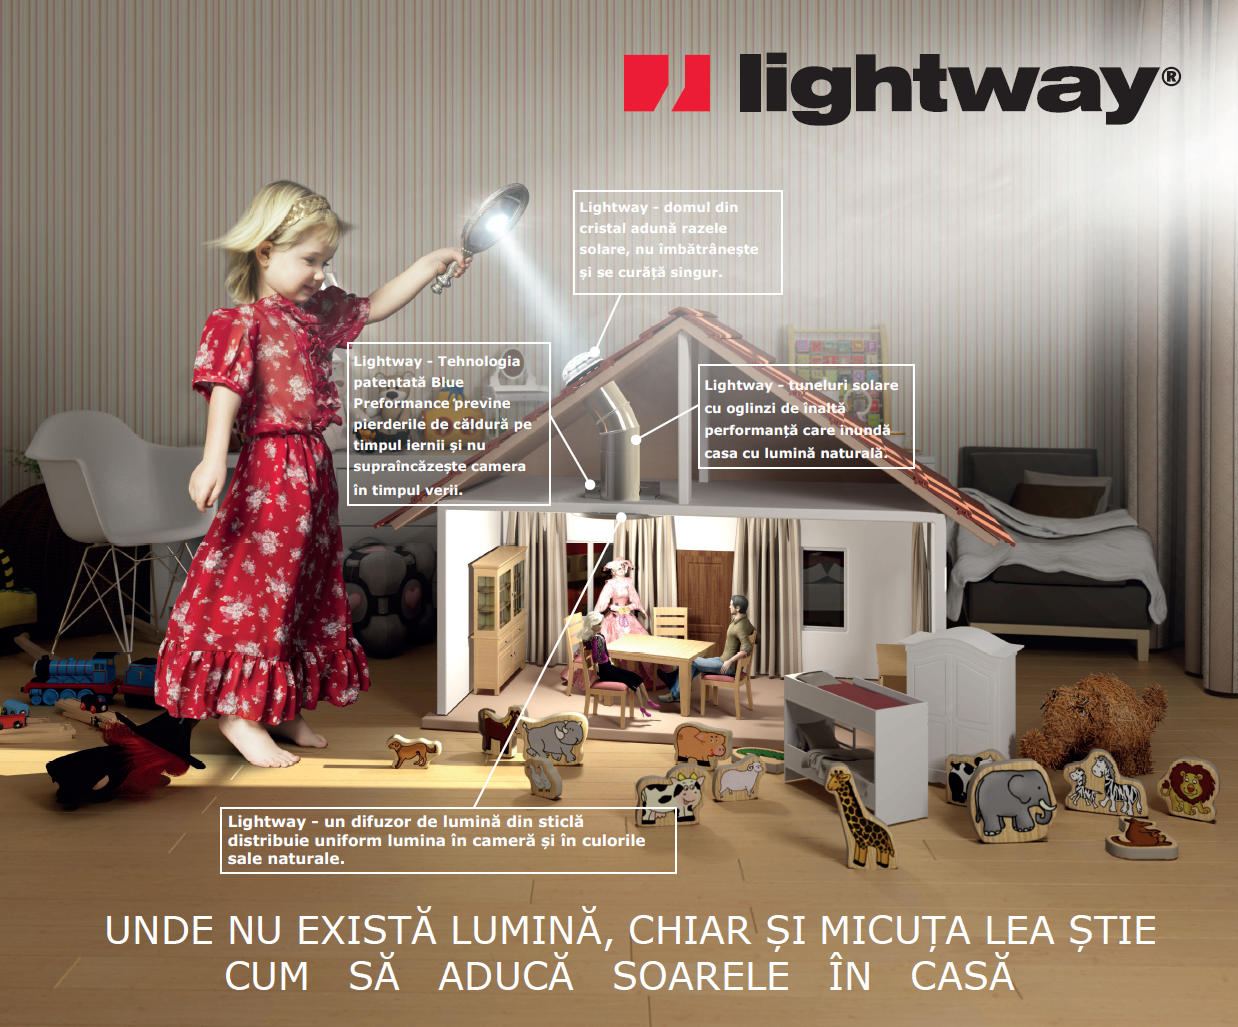 lightway®
Lightway - domul din
cristal adună razele
solare, nu îmbătrânește
și se curăță singur.
Lightway - Tehnologia
patentată Blue
Preformance previne
pierderile de căldură pe
timpul iernii și nu
supraîncăzește camera
în timpul verii.
Lightway - tuneluri solare
cu oglinzi de înaltă
performanță care inundă
casa cu lumină naturală.
Lightway - un difuzor de lumină din sticlă
distribuie uniform lumina în cameră și în culorile
sale naturale.
UNDE NU EXISTĂ LUMINĂ, CHIAR ȘI MICUȚA LEA ȘTIE
CUM SĂ ADUCĂ SOARELE ÎN CASĂ